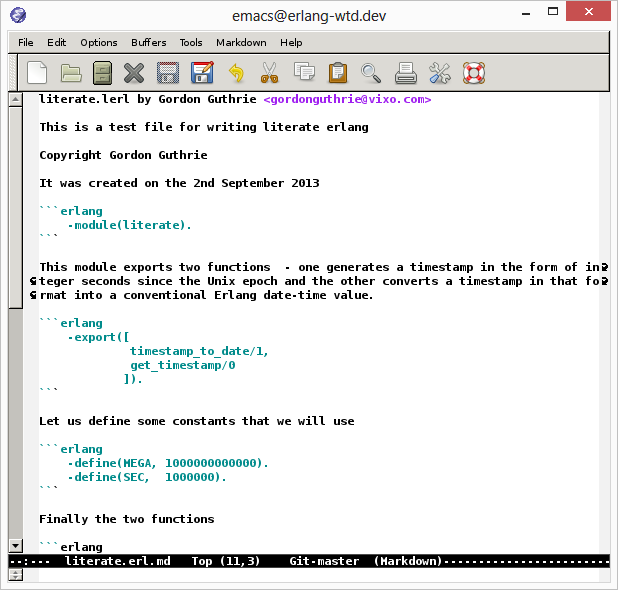 emacs@erlang-wtd.dev
File Edit Options Buffers Tools Markdown Help
literate.lerl by Gordon Guthrie <gordonguthrie@vixo.com>
This is a test file for writing literate erlang
Copyright Gordon Guthrie
It was created on the 2nd September 2013
```erlang
    -module(literate).
```
This module exports two functions  - one generates a timestamp in the form of in
teger seconds since the Unix epoch and the other converts a timestamp in that fo
rmat into a conventional Erlang date-time value.
```erlang
    -export([
             timestamp_to_date/1,
             get_timestamp/0
            ]).
```
Let us define some constants that we will use
```erlang
    -define(MEGA, 1000000000000).
    -define(SEC,  1000000).
```
Finally the two functions
```erlang
--:---  literate.erl.md   Top (11,3)    Git-master  (Markdown)------------------------